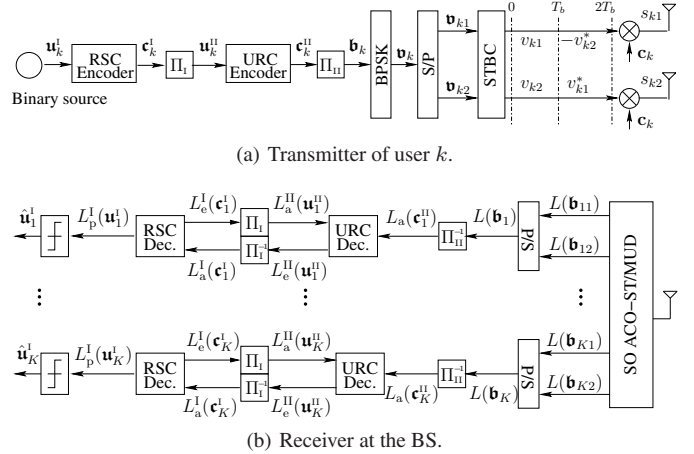 0 T_b 2T_b
𝖚_k^I 𝖈_k^I 𝖚_k^II 𝖈_k^II 𝖇_k 𝖛_k 𝖛_k1 v_k1 −v_k2^* s_k1
RSC Encoder Π_I URC Encoder Π_II BPSK S/P STBC 𝐜_k
Binary source 𝖛_k2 v_k2 v_k1^* s_k2
𝐜_k
(a) Transmitter of user k.
û_1^I L_p^I(𝖚_1^I) RSC Dec. L_e^I(𝖈_1^I) Π_I L_a^II(𝖚_1^II) URC Dec. L_a(𝖈_1^II) Π_II^-1 L(𝖇_1) P/S L(𝖇_11)
L_a^I(𝖈_1^I) Π_I^-1 L_e^II(𝖚_1^II) L(𝖇_12)
SO ACO−ST/MUD
û_K^I L_p^I(𝖚_K^I) RSC Dec. L_e^I(𝖈_K^I) Π_I L_a^II(𝖚_K^II) URC Dec. L_a(𝖈_K^II) Π_II^-1 L(𝖇_K) P/S L(𝖇_K1)
L_a^I(𝖈_K^I) Π_I^-1 L_e^II(𝖚_K^II) L(𝖇_K2)
(b) Receiver at the BS.